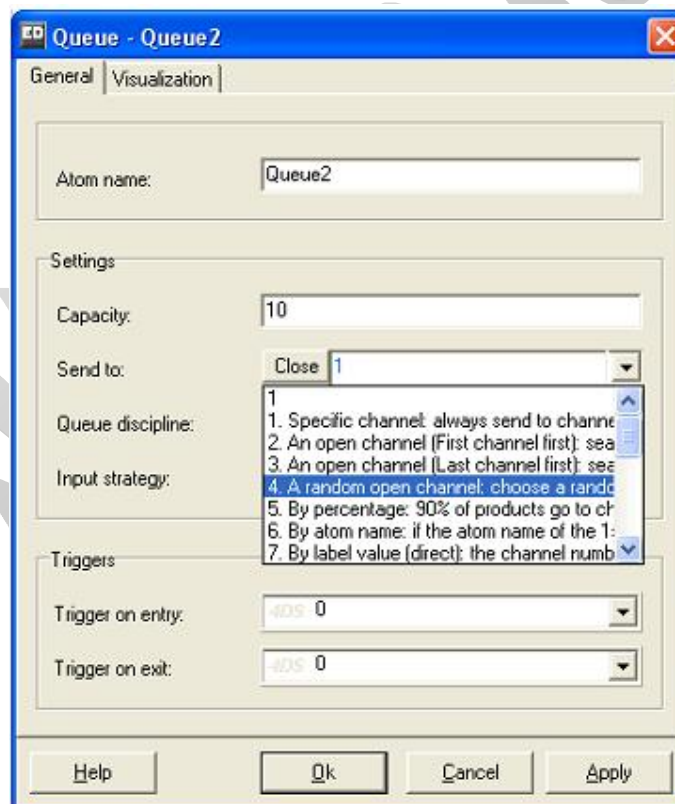 ED Queue - Queue2
General Visualization
Atom name: Queue2
Settings
Capacity: 10
Send to: Close 1
1
Queue discipline: 1. Specific channel: always send to channe
2. An open channel (First channel first): sea
3. An open channel (Last channel first): sea
Input strategy: 4. A random open channel: choose a rando
5. By percentage: 90% of products go to ch
6. By atom name: if the atom name of the 1
7. By label value (direct): the channel numb
Triggers
Trigger on entry: 4DS 0
Trigger on exit: 4DS 0
Help Ok Cancel Apply